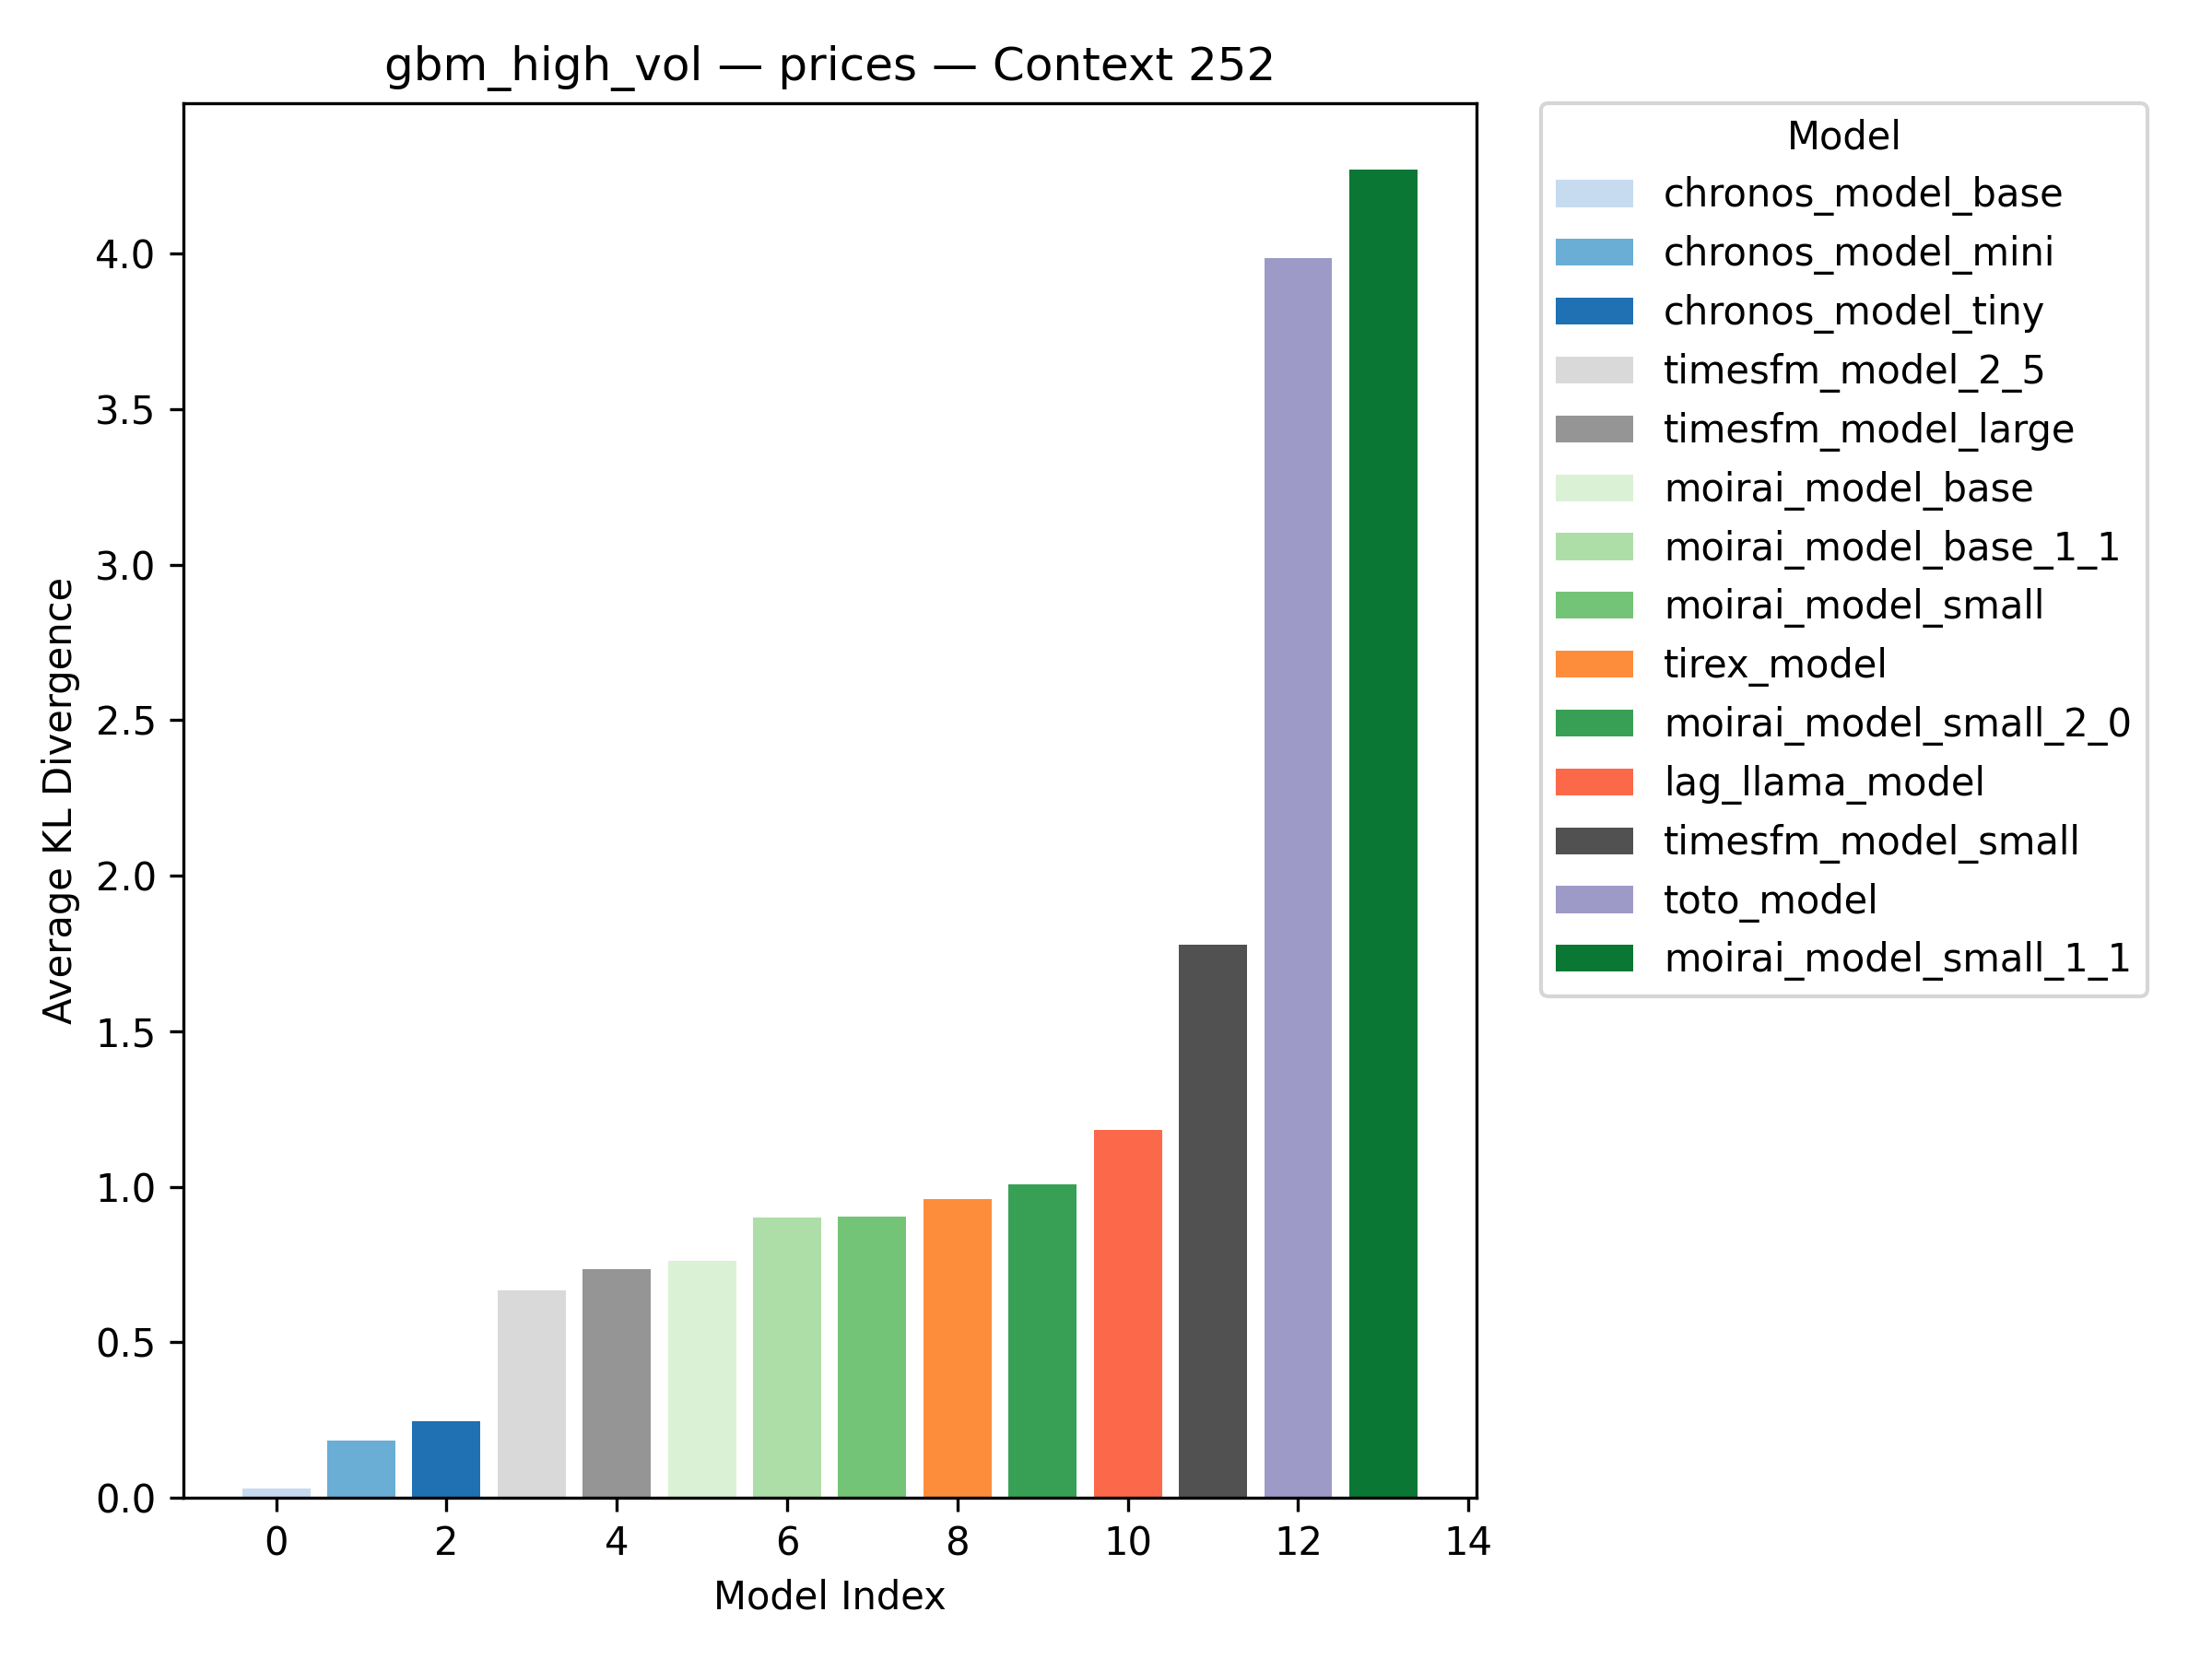 gbm_high_vol — prices — Context 252
Average KL Divergence
4.0
3.5
3.0
2.5
2.0
1.5
1.0
0.5
0.0
0 2 4 6 8 10 12 14
Model Index
Model
chronos_model_base
chronos_model_mini
chronos_model_tiny
timesfm_model_2_5
timesfm_model_large
moirai_model_base
moirai_model_base_1_1
moirai_model_small
tirex_model
moirai_model_small_2_0
lag_llama_model
timesfm_model_small
toto_model
moirai_model_small_1_1